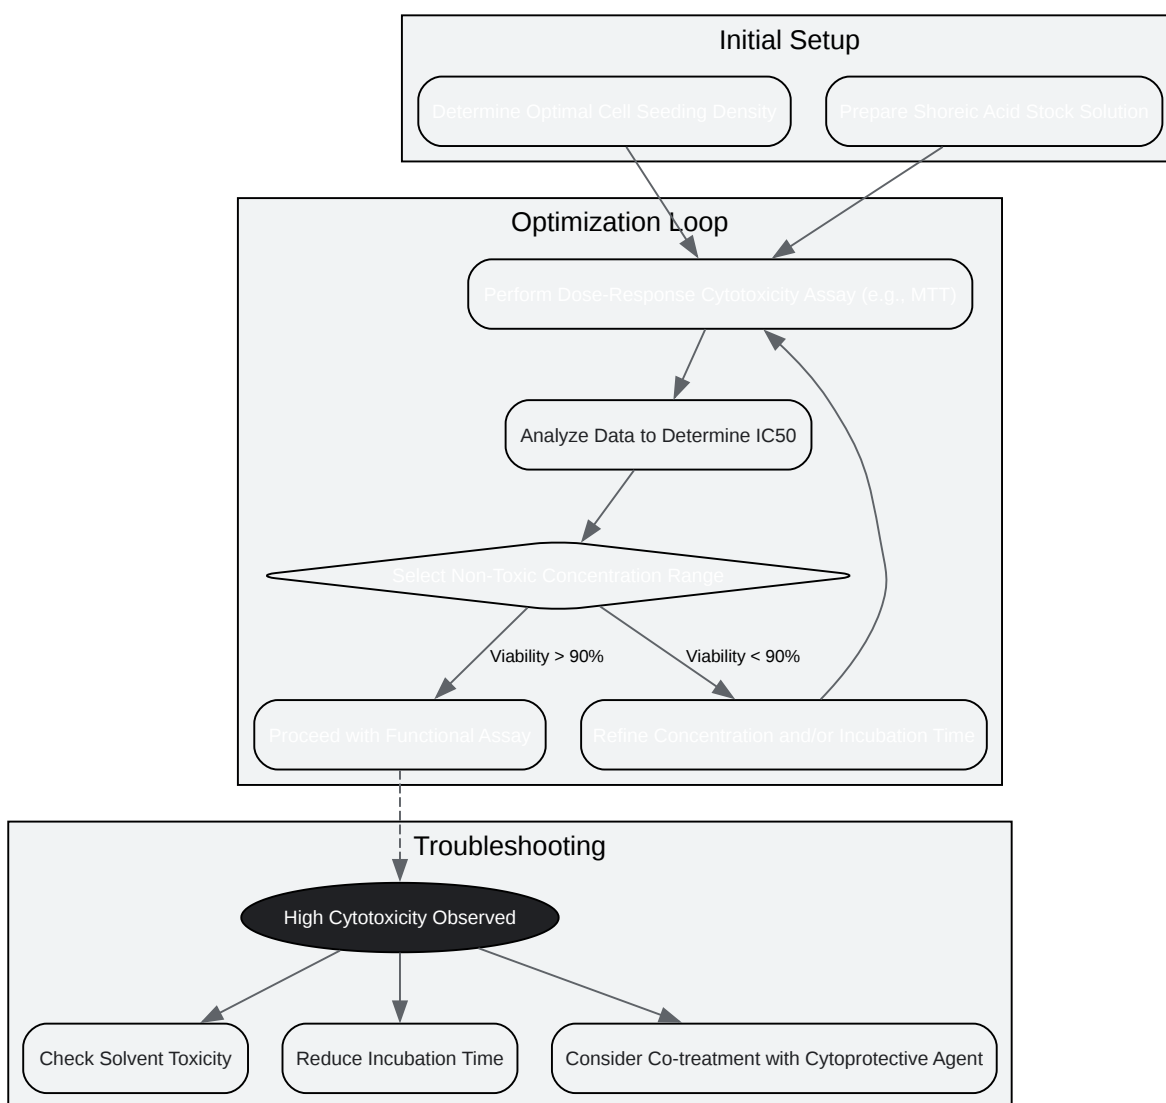 Initial Setup
Determine Optimal Cell Seeding Density
Prepare Shoreic Acid Stock Solution
Optimization Loop
Perform Dose-Response Cytotoxicity Assay (e.g., MTT)
Analyze Data to Determine IC50
Select Non-Toxic Concentration Range
Viability > 90%
Viability < 90%
Proceed with Functional Assay
Refine Concentration and/or Incubation Time
Troubleshooting
High Cytotoxicity Observed
Check Solvent Toxicity
Reduce Incubation Time
Consider Co-treatment with Cytoprotective Agent